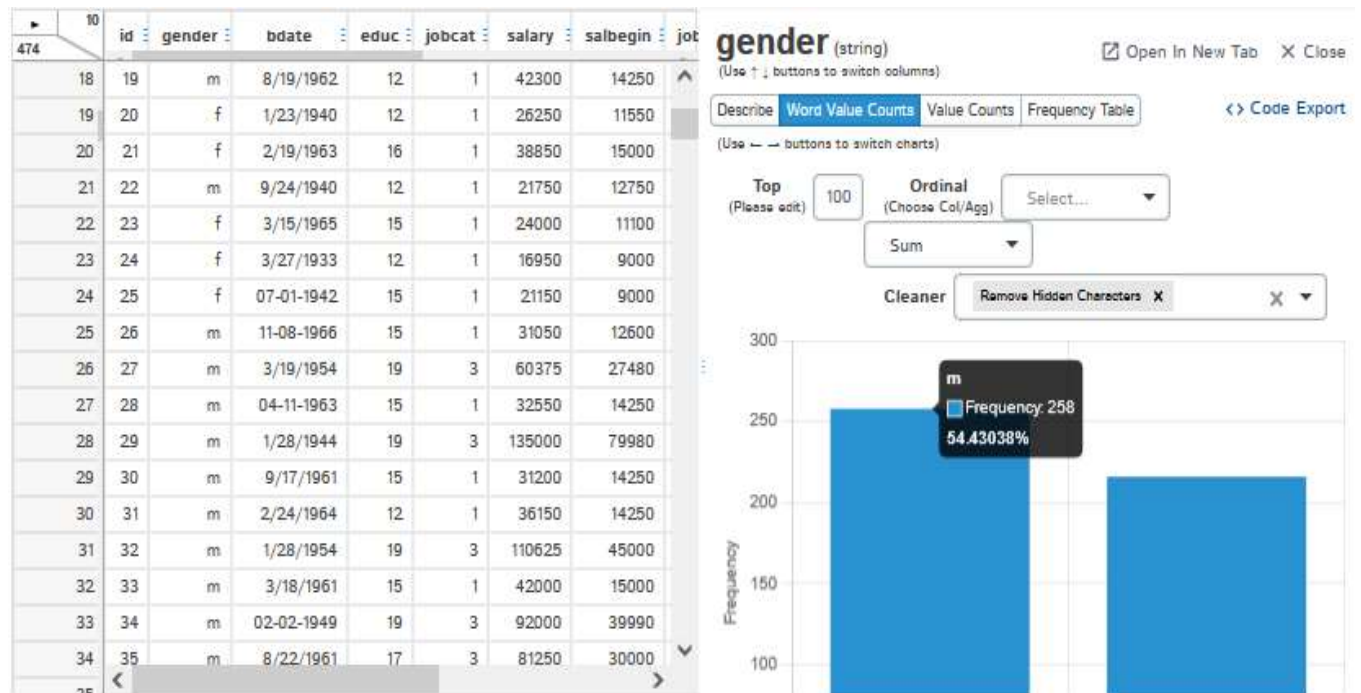 ▸ 10
474
id gender bdate educ jobcat salary salbegin job
18 19 m 8/19/1962 12 1 42300 14250
19 20 f 1/23/1940 12 1 26250 11550
20 21 f 2/19/1963 16 1 38850 15000
21 22 m 9/24/1940 12 1 21750 12750
22 23 f 3/15/1965 15 1 24000 11100
23 24 f 3/27/1933 12 1 16950 9000
24 25 f 07-01-1942 15 1 21150 9000
25 26 m 11-08-1966 15 1 31050 12600
26 27 m 3/19/1954 19 3 60375 27480
27 28 m 04-11-1963 15 1 32550 14250
28 29 m 1/28/1944 19 3 135000 79980
29 30 m 9/17/1961 15 1 31200 14250
30 31 m 2/24/1964 12 1 36150 14250
31 32 m 1/28/1954 19 3 110625 45000
32 33 m 3/18/1961 15 1 42000 15000
33 34 m 02-02-1949 19 3 92000 39990
34 35 m 8/22/1961 17 3 81250 30000
gender (string)
Open In New Tab X Close
(Use ↑ ↓ buttons to switch columns)
Describe Word Value Counts Value Counts Frequency Table
<> Code Export
(Use ← → buttons to switch charts)
Top
(Please edit)
100
Ordinal
(Choose Col/Agg)
Select...
Sum
Cleaner Remove Hidden Characters X
300
250
200
150
100
Frequency
m
Frequency: 258
54.43038%